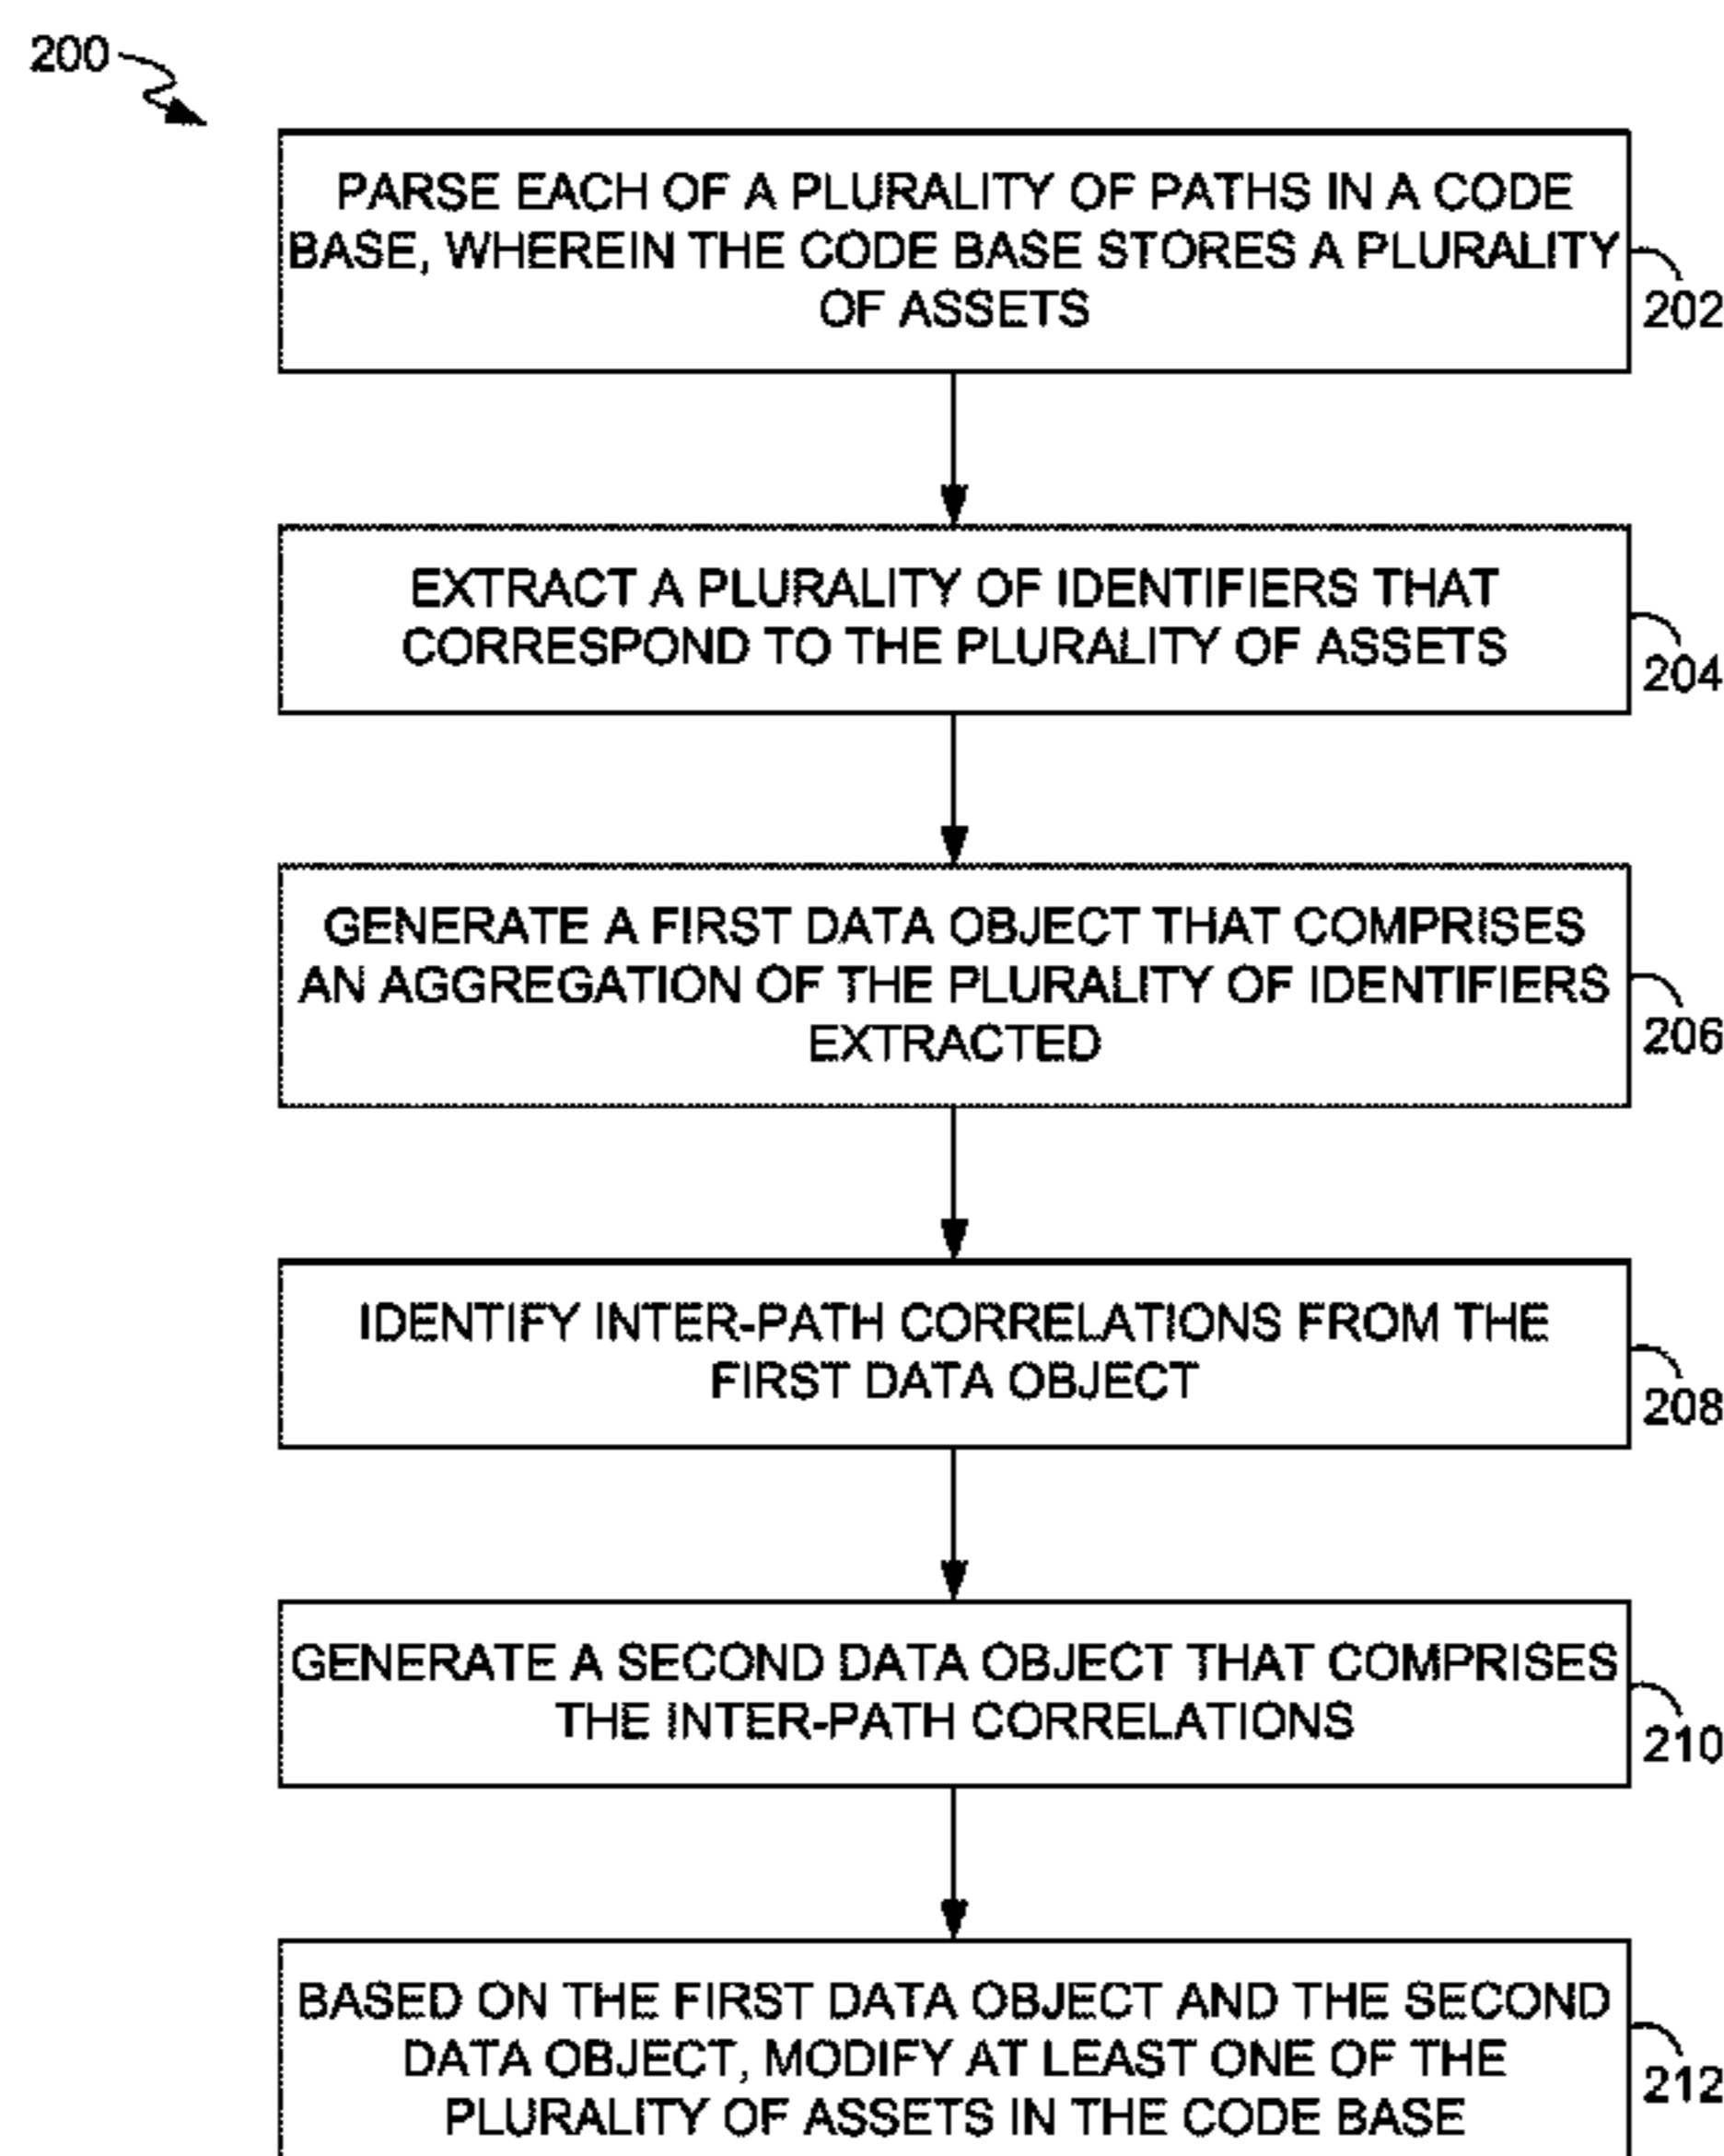 200
PARSE EACH OF A PLURALITY OF PATHS IN A CODE
BASE, WHEREIN THE CODE BASE STORES A PLURALITY
OF ASSETS
202
EXTRACT A PLURALITY OF IDENTIFIERS THAT
CORRESPOND TO THE PLURALITY OF ASSETS
204
GENERATE A FIRST DATA OBJECT THAT COMPRISES
AN AGGREGATION OF THE PLURALITY OF IDENTIFIERS
EXTRACTED
206
IDENTIFY INTER-PATH CORRELATIONS FROM THE
FIRST DATA OBJECT
208
GENERATE A SECOND DATA OBJECT THAT COMPRISES
THE INTER-PATH CORRELATIONS
210
BASED ON THE FIRST DATA OBJECT AND THE SECOND
DATA OBJECT, MODIFY AT LEAST ONE OF THE
PLURALITY OF ASSETS IN THE CODE BASE
212